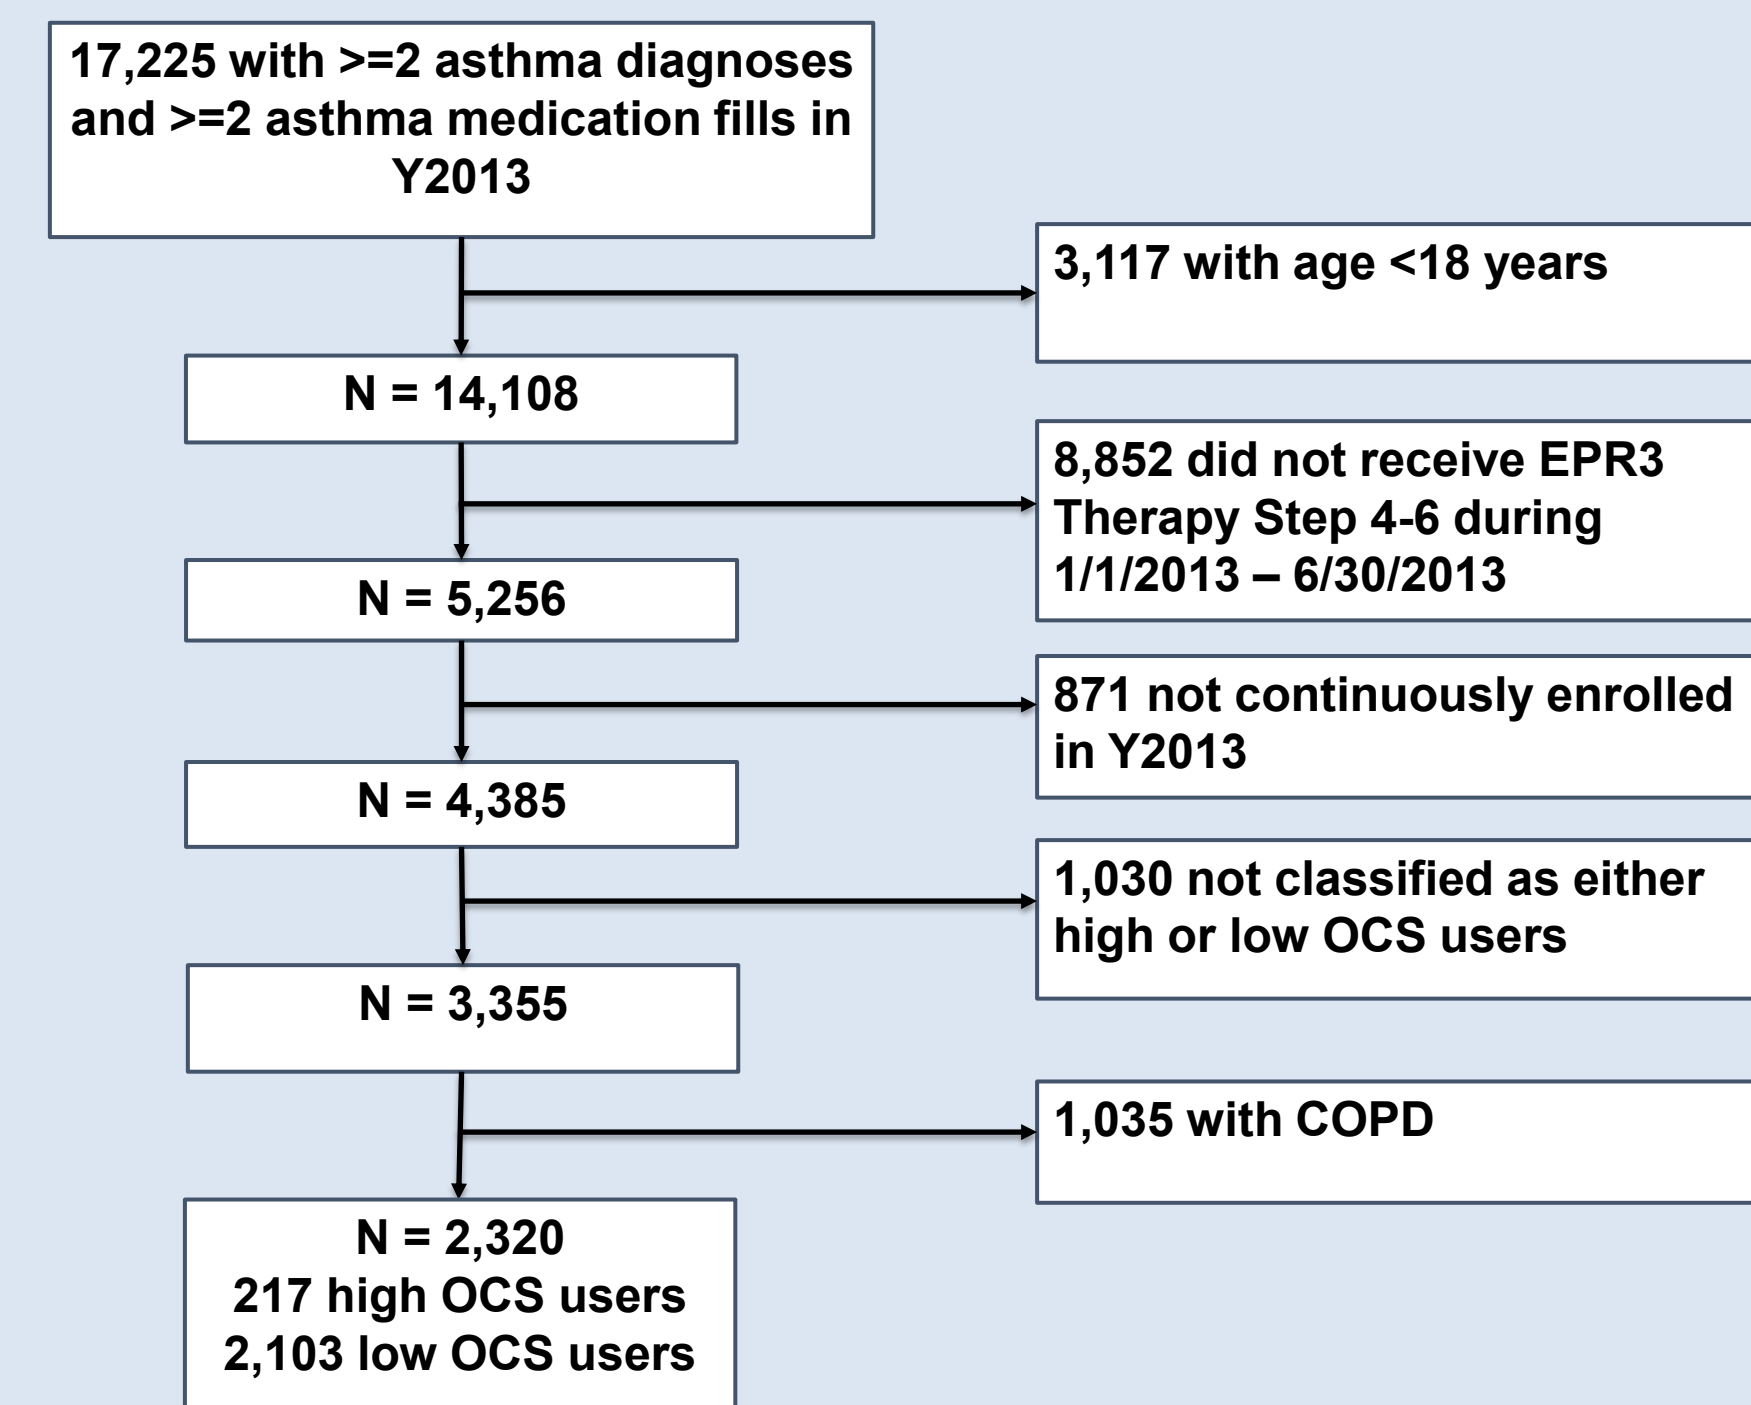 17,225 with >=2 asthma diagnoses
and >=2 asthma medication fills in
Y2013
3,117 with age <18 years
N = 14,108
8,852 did not receive EPR3
Therapy Step 4-6 during
1/1/2013 – 6/30/2013
N = 5,256
871 not continuously enrolled
in Y2013
N = 4,385
1,030 not classified as either
high or low OCS users
N = 3,355
1,035 with COPD
N = 2,320
217 high OCS users
2,103 low OCS users